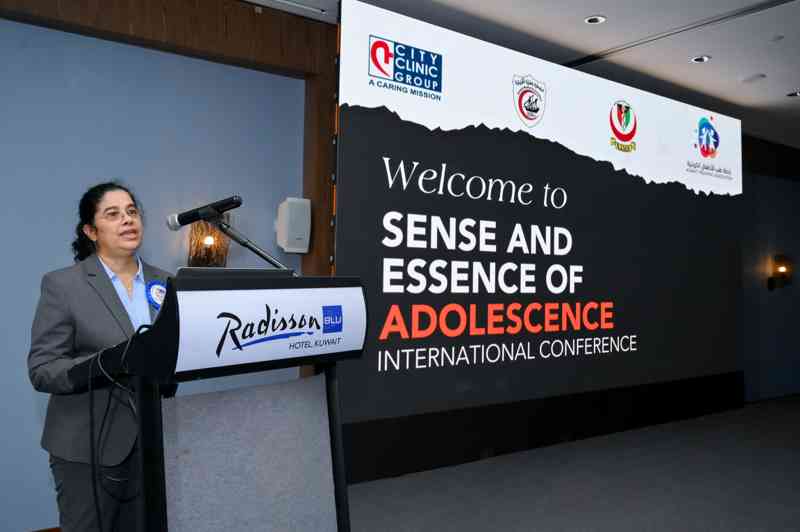 CITY
CLINIC
GROUP
A CARING MISSION
Welcome to
SENSE AND
ESSENCE OF
ADOLESCENCE
INTERNATIONAL CONFERENCE
Radisson
BLU
HOTEL KUWAIT